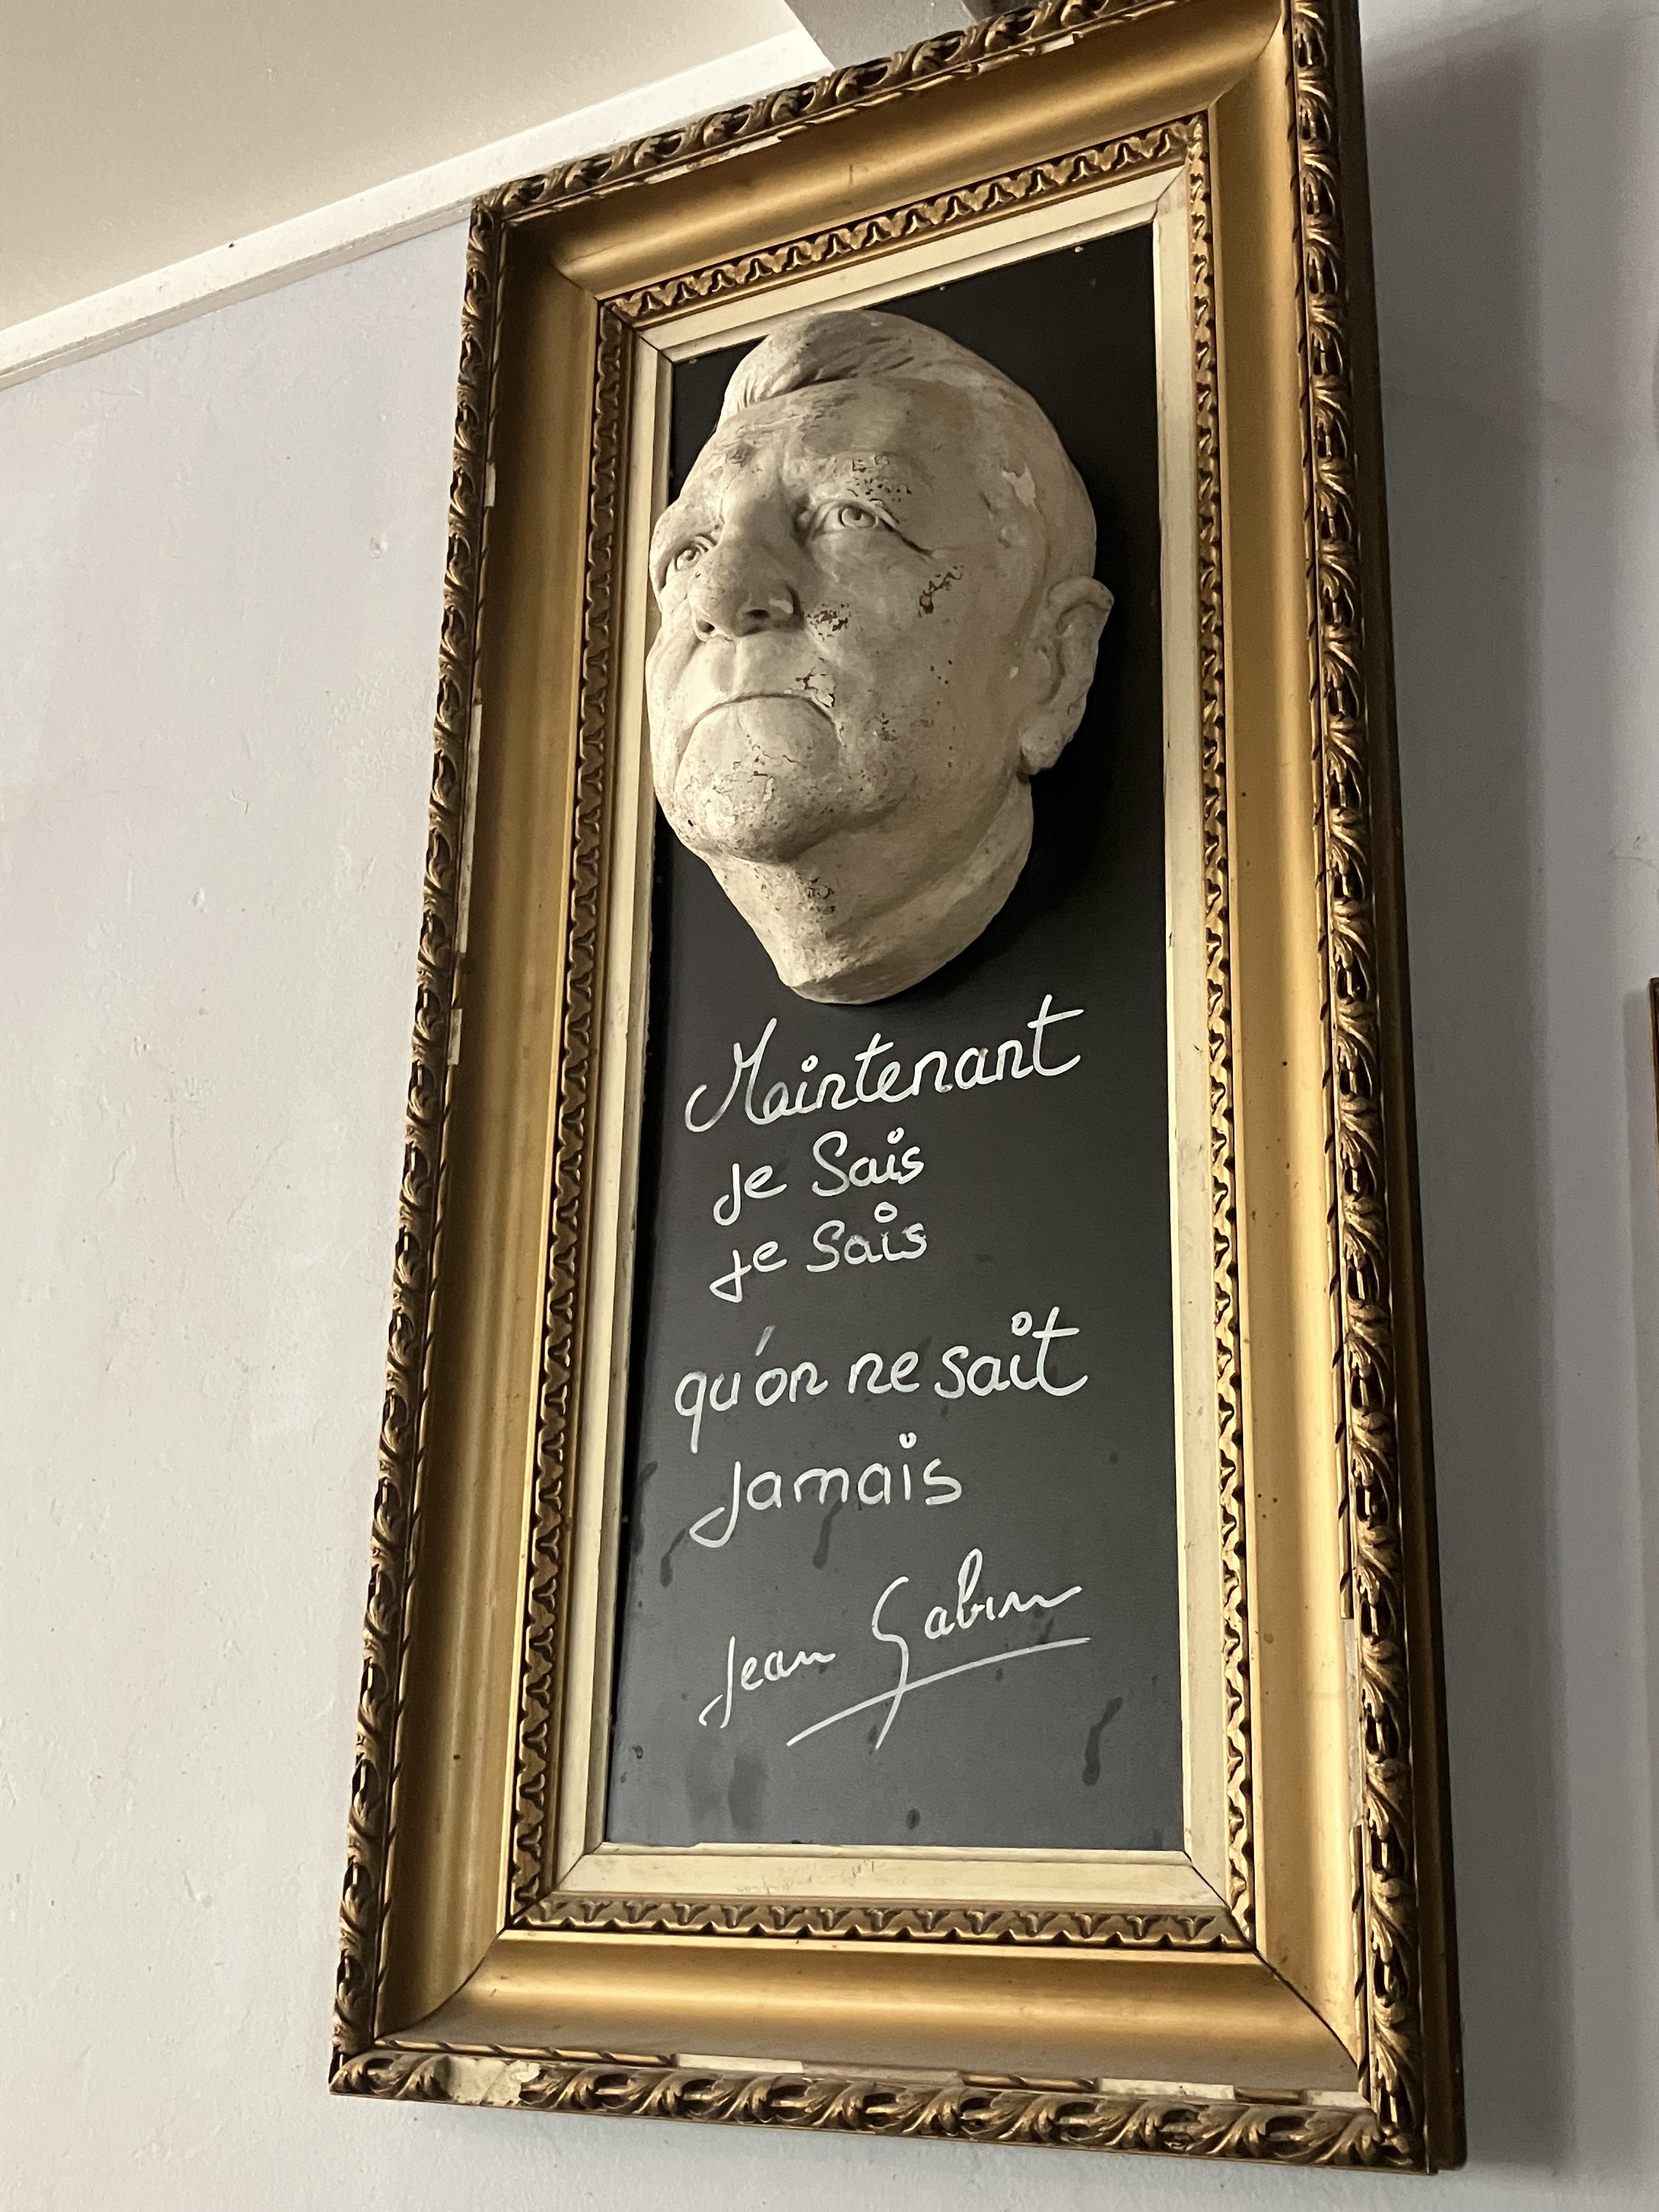 Maintenant
je Sais
je Sais
qu'on ne sait
Jamais
Jean Gabin